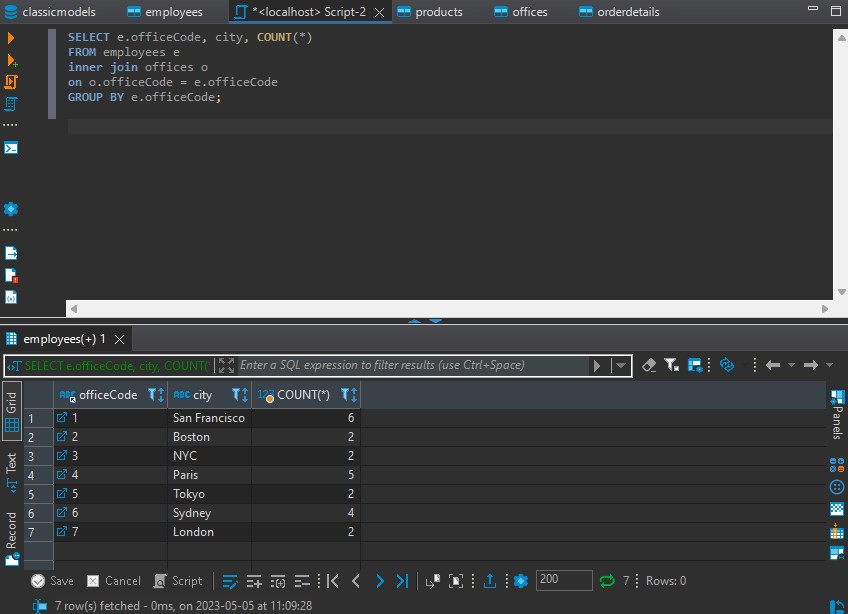 classicmodels employees *<localhost> Script-2 products offices orderdetails
SELECT e.officeCode, city, COUNT(*)
FROM employees e
inner join offices o
on o.officeCode = e.officeCode
GROUP BY e.officeCode;
employees(+) 1
SELECT e.officeCode, city, COUNT(* Enter a SQL expression to filter results (use Ctrl+Space)
Grid
Text
Record
Panels
ABC officeCode ABC city 123 COUNT(*)
1 1 San Francisco 6
2 2 Boston 2
3 3 NYC 2
4 4 Paris 5
5 5 Tokyo 2
6 6 Sydney 4
7 7 London 2
Save Cancel Script 200 7 Rows: 0
7 row(s) fetched - 0ms, on 2023-05-05 at 11:09:28